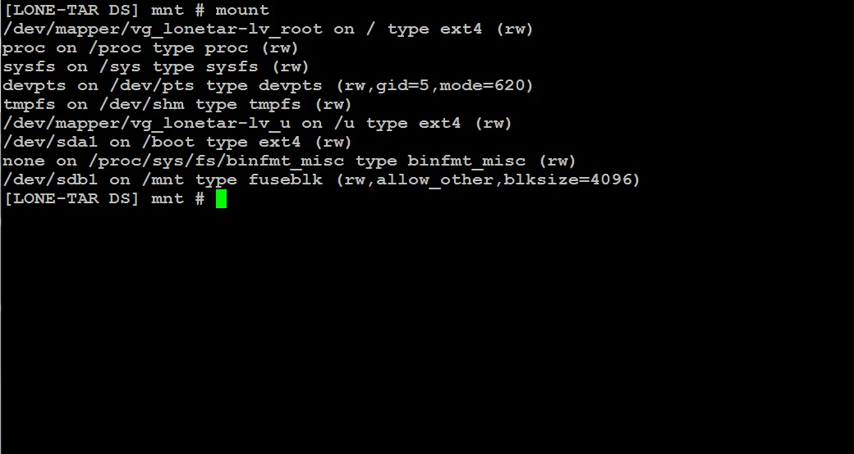 [LONE-TAR DS] mnt # mount
/dev/mapper/vg_lonetar-lv_root on / type ext4 (rw)
proc on /proc type proc (rw)
sysfs on /sys type sysfs (rw)
devpts on /dev/pts type devpts (rw,gid=5,mode=620)
tmpfs on /dev/shm type tmpfs (rw)
/dev/mapper/vg_lonetar-lv_u on /u type ext4 (rw)
/dev/sda1 on /boot type ext4 (rw)
none on /proc/sys/fs/binfmt_misc type binfmt_misc (rw)
/dev/sdb1 on /mnt type fuseblk (rw,allow_other,blksize=4096)
[LONE-TAR DS] mnt #